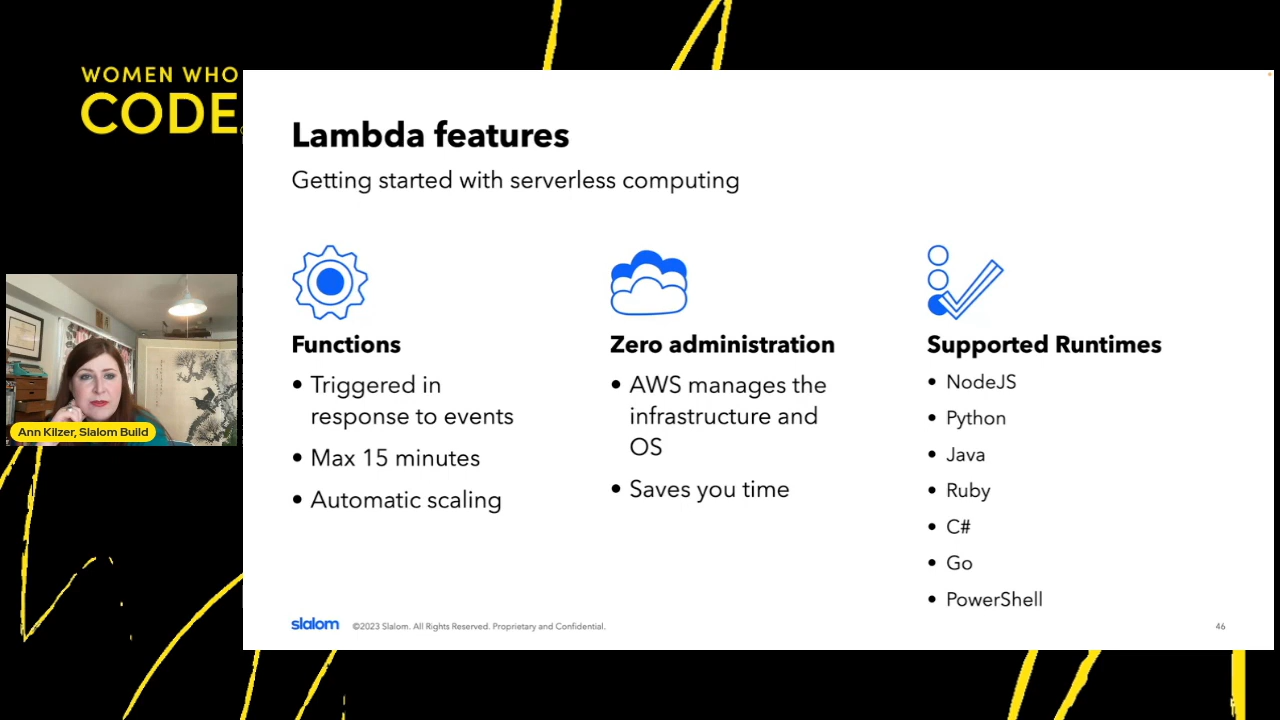 WOMEN WHO
CODE
Lambda features
Getting started with serverless computing
Functions
• Triggered in
response to events
• Max 15 minutes
• Automatic scaling
Zero administration
• AWS manages the
infrastructure and
OS
• Saves you time
Supported Runtimes
• NodeJS
• Python
• Java
• Ruby
• C#
• Go
• PowerShell
Ann Kilzer, Slalom Build
slalom ©2023 Slalom. All Rights Reserved. Proprietary and Confidential.
46